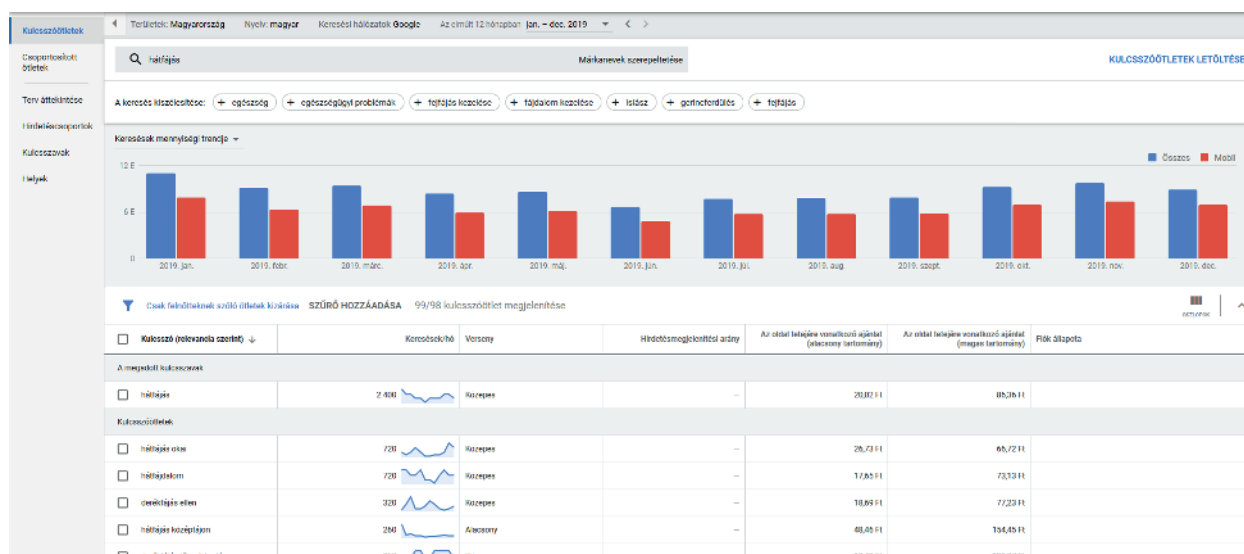 Kulcsszóötletek
Csoportosított ötletek
Terv áttekintése
Hirdetéscsoportok
Kulcsszavak
Helyek
Területek: Magyarország Nyelv: magyar Keresési hálózatok Google Az elmúlt 12 hónapban jan. – dec. 2019
hátfájás Márkanevek szerepeltetése KULCSSZÓÖTLETEK LETÖLTÉSE
A keresés kiszélesítése: + egészség + egészségügyi problémák + fejfájás kezelése + fájdalom kezelése + isiász + gerincferdülés + fejfájás
Keresések mennyiségi trendje
Összes Mobil
12 E
6 E
0
2019. jan. 2019. febr. 2019. márc. 2019. ápr. 2019. máj. 2019. jún. 2019. júl. 2019. aug. 2019. szept. 2019. okt. 2019. nov. 2019. dec.
Csak felnőtteknek szóló ötletek kizárása SZŰRŐ HOZZÁADÁSA 99/98 kulcsszóötlet megjelenítése
OSZLOPOK
Kulcsszó (relevancia szerint) ↓ Keresések/hó Verseny Hirdetésmegjelenítési arány Az oldal tetejére vonatkozó ajánlat (alacsony tartomány) Az oldal tetejére vonatkozó ajánlat (magas tartomány) Fiók állapota
A megadott kulcsszavak
hátfájás 2 400 Közepes – 20,02 Ft 85,36 Ft
Kulcsszóötletek
hátfájás okai 720 Közepes – 26,73 Ft 66,72 Ft
hátfájdalom 720 Közepes – 17,65 Ft 73,13 Ft
derékfájás ellen 320 Közepes – 18,69 Ft 77,23 Ft
hátfájás középtájon 260 Alacsony – 48,46 Ft 154,45 Ft